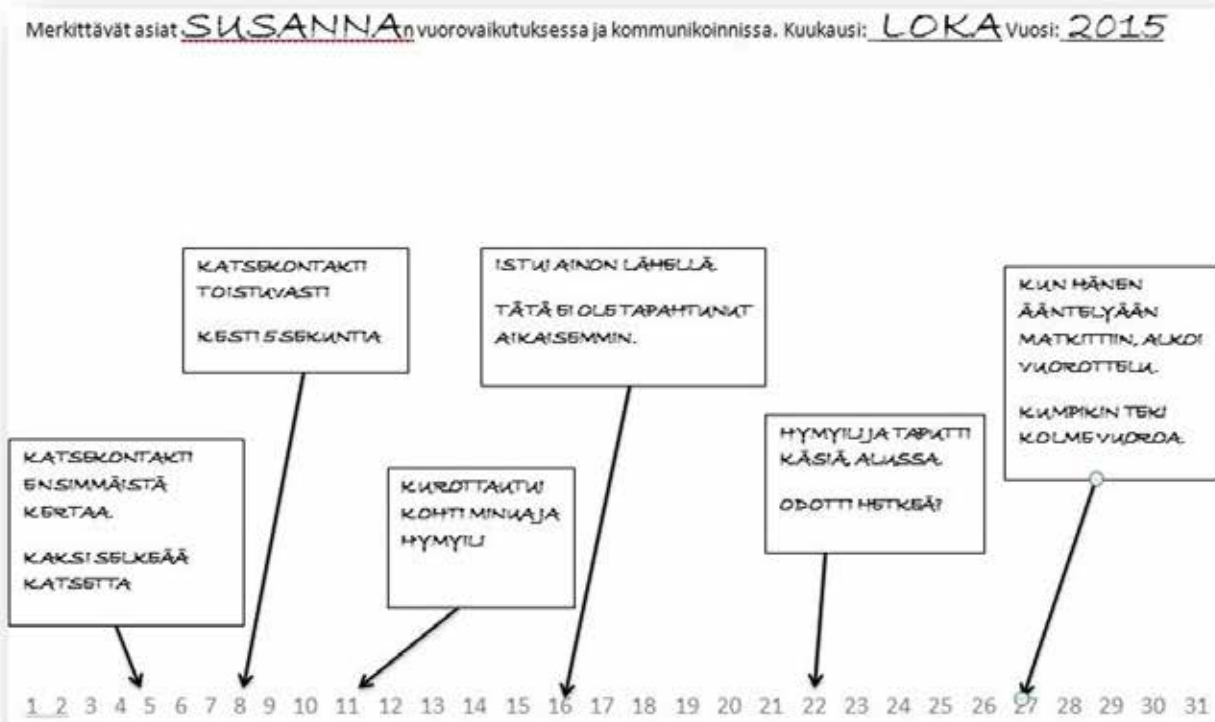 Merkittävät asiat SUSANNAn vuorovaikutuksessa ja kommunikoinnissa. Kuukausi: LOKA Vuosi: 2015
KATSEKONTAKTI
TOISTUVASTI
KESTI 5 SEKUNTIA
ISTUI AINON LÄHELLÄ.
TÄTÄ EI OLE TAPAHTUNUT
AIKAISEMMIN.
KUN HÄNEN
ÄÄNTELYÄÄN
MATKITTIIN, ALKOI
VUOROTTELU.
KUMPIKIN TEKI
KOLME VUOROA.
KATSEKONTAKTI
ENSIMMÄISTÄ
KERTAA.
KAKSI SELKEÄÄ
KATSETTA
KUROTTAUTUI
KOHTI MINUA JA
HYMYILI
HYMYILI JA TAPUTTI
KÄSIÄ, ALUSSA.
ODOTTI HETKEÄ?
1 2 3 4 5 6 7 8 9 10 11 12 13 14 15 16 17 18 19 20 21 22 23 24 25 26 27 28 29 30 31